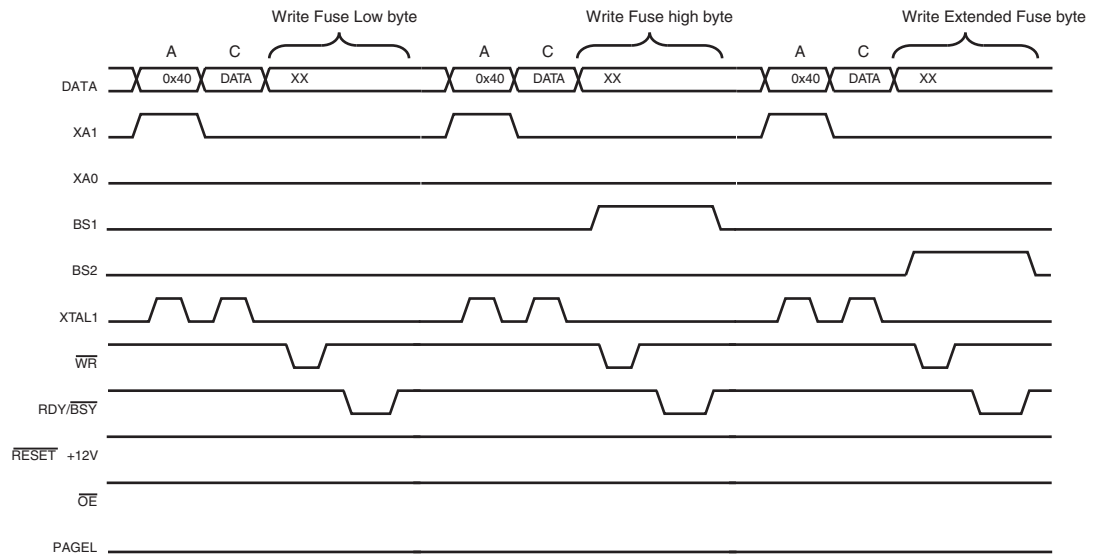 Write Fuse Low byte Write Fuse high byte Write Extended Fuse byte
A C A C A C
DATA 0x40 DATA XX 0x40 DATA XX 0x40 DATA XX
XA1
XA0
BS1
BS2
XTAL1
WR
RDY/BSY
RESET +12V
OE
PAGEL